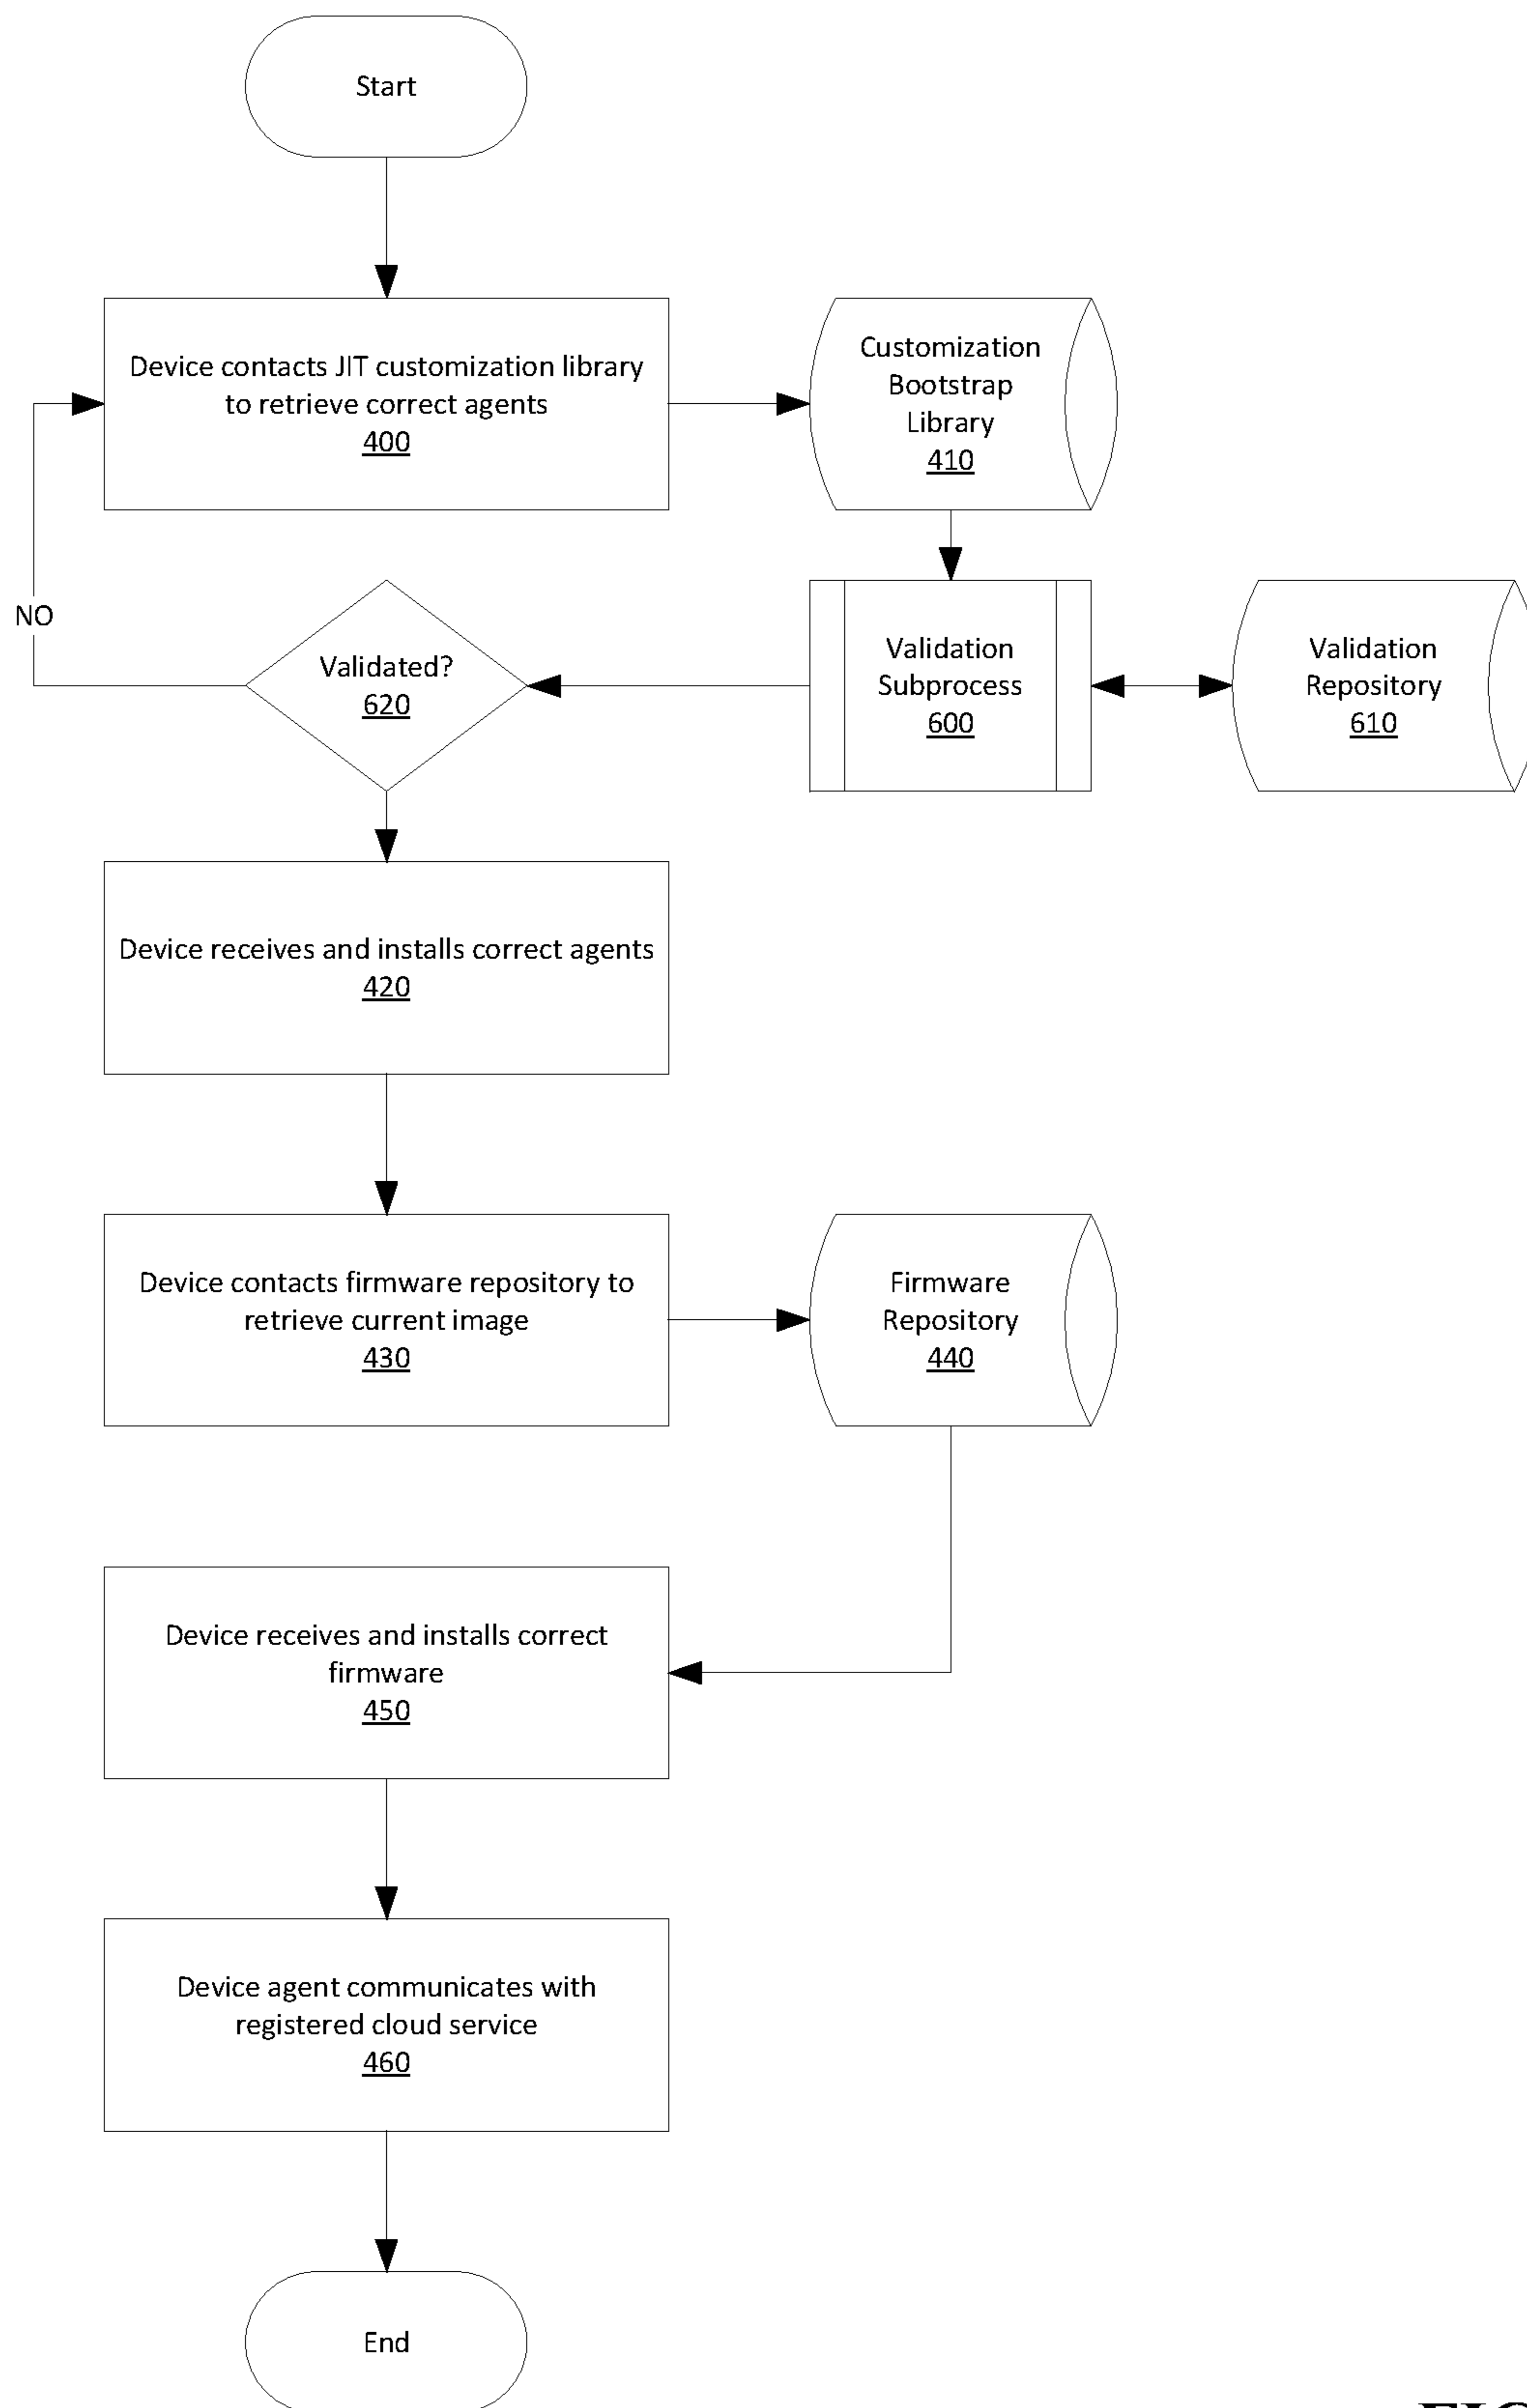 Start
Device contacts JIT customization library
to retrieve correct agents
400
Customization
Bootstrap
Library
410
NO
Validated?
620
Validation
Subprocess
600
Validation
Repository
610
Device receives and installs correct agents
420
Device contacts firmware repository to
retrieve current image
430
Firmware
Repository
440
Device receives and installs correct
firmware
450
Device agent communicates with
registered cloud service
460
End